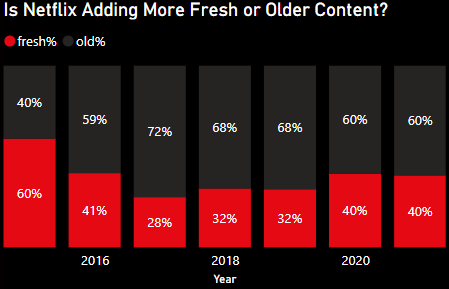 Is Netflix Adding More Fresh or Older Content?
fresh% old%
40% 59% 72% 68% 68% 60% 60%
60% 41% 28% 32% 32% 40% 40%
2016 2018 2020
Year